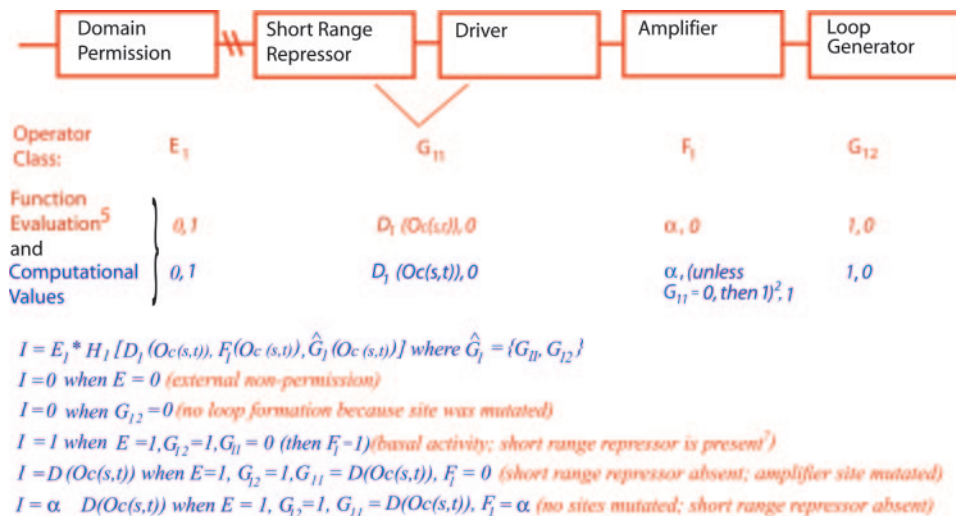 Domain Permission
Short Range Repressor
Driver
Amplifier
Loop Generator
Operator Class:
E1
G11
F1
G12
Function Evaluation5
0, 1
D1 (Oc(s,t)), 0
α, 0
1, 0
and
Computational Values
0, 1
D1 (Oc(s,t)), 0
α, (unless G11 = 0, then 1)2, 1
1, 0
I = E1 * H1 [D1 (Oc(s,t)), F1(Oc (s,t)), Ĝ1 (Oc (s,t))] where Ĝ1 = {G11, G12}
I = 0 when E = 0 (external non-permission)
I = 0 when G12 = 0 (no loop formation because site was mutated)
I = 1 when E = 1, G12 = 1, G11 = 0 (then F1 = 1) (basal activity; short range repressor is present7)
I = D(Oc(s,t)) when E = 1, G12 = 1, G11 = D(Oc(s,t)), F1 = 0 (short range repressor absent; amplifier site mutated)
I = α D(Oc(s,t)) when E = 1, G12 = 1, G11 = D(Oc(s,t)), F1 = α (no sites mutated; short range repressor absent)